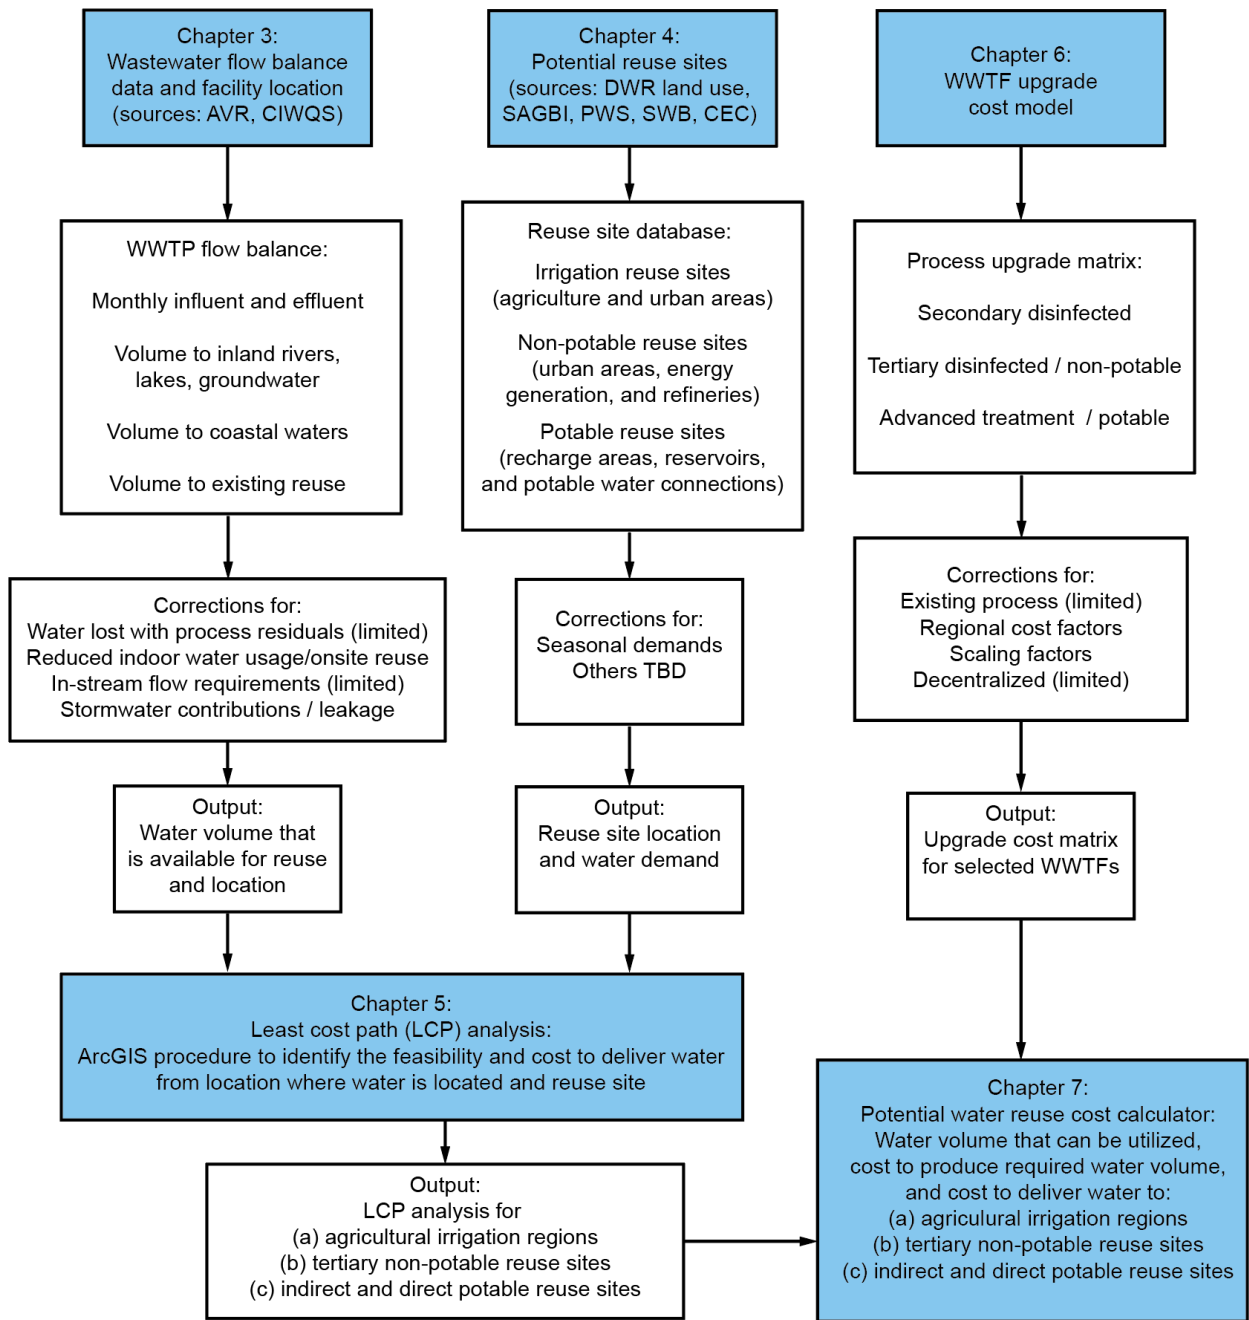 Chapter 3:
Wastewater flow balance
data and facility location
(sources: AVR, CIWQS)
WWTP flow balance:
Monthly influent and effluent
Volume to inland rivers,
lakes, groundwater
Volume to coastal waters
Volume to existing reuse
Corrections for:
Water lost with process residuals (limited)
Reduced indoor water usage/onsite reuse
In-stream flow requirements (limited)
Stormwater contributions / leakage
Output:
Water volume that
is available for reuse
and location
Chapter 4:
Potential reuse sites
(sources: DWR land use,
SAGBI, PWS, SWB, CEC)
Reuse site database:
Irrigation reuse sites
(agriculture and urban areas)
Non-potable reuse sites
(urban areas, energy
generation, and refineries)
Potable reuse sites
(recharge areas, reservoirs,
and potable water connections)
Corrections for:
Seasonal demands
Others TBD
Output:
Reuse site location
and water demand
Chapter 5:
Least cost path (LCP) analysis:
ArcGIS procedure to identify the feasibility and cost to deliver water
from location where water is located and reuse site
Output:
LCP analysis for
(a) agricultural irrigation regions
(b) tertiary non-potable reuse sites
(c) indirect and direct potable reuse sites
Chapter 6:
WWTF upgrade
cost model
Process upgrade matrix:
Secondary disinfected
Tertiary disinfected / non-potable
Advanced treatment  / potable
Corrections for:
Existing process (limited)
Regional cost factors
Scaling factors
Decentralized (limited)
Output:
Upgrade cost matrix
for selected WWTFs
Chapter 7:
Potential water reuse cost calculator:
Water volume that can be utilized,
cost to produce required water volume,
and cost to deliver water to:
(a) agriculural irrigation regions
(b) tertiary non-potable reuse sites
(c) indirect and direct potable reuse sites